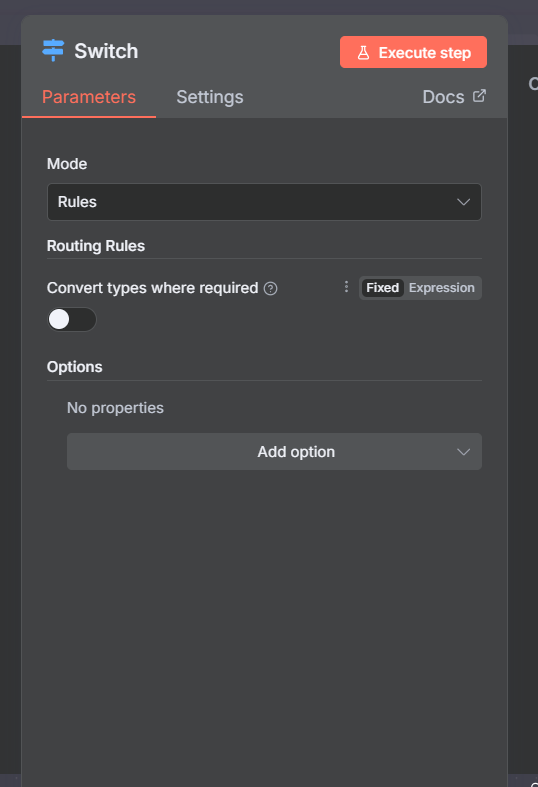 Switch
Execute step
Parameters
Settings
Docs
Mode
Rules
Routing Rules
Convert types where required
Fixed
Expression
Options
No properties
Add option